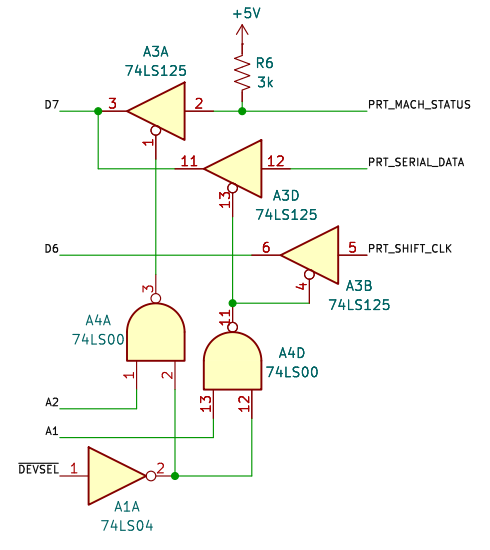 +5V
A3A
74LS125
R6
3k
D7
3
2
PRT_MACH_STATUS
1
11
12
PRT_SERIAL_DATA
13
A3D
74LS125
D6
6
5
PRT_SHIFT_CLK
4
A3B
74LS125
3
A4A
74LS00
11
A4D
74LS00
1
2
A2
13
12
A1
DEVSEL
1
2
A1A
74LS04